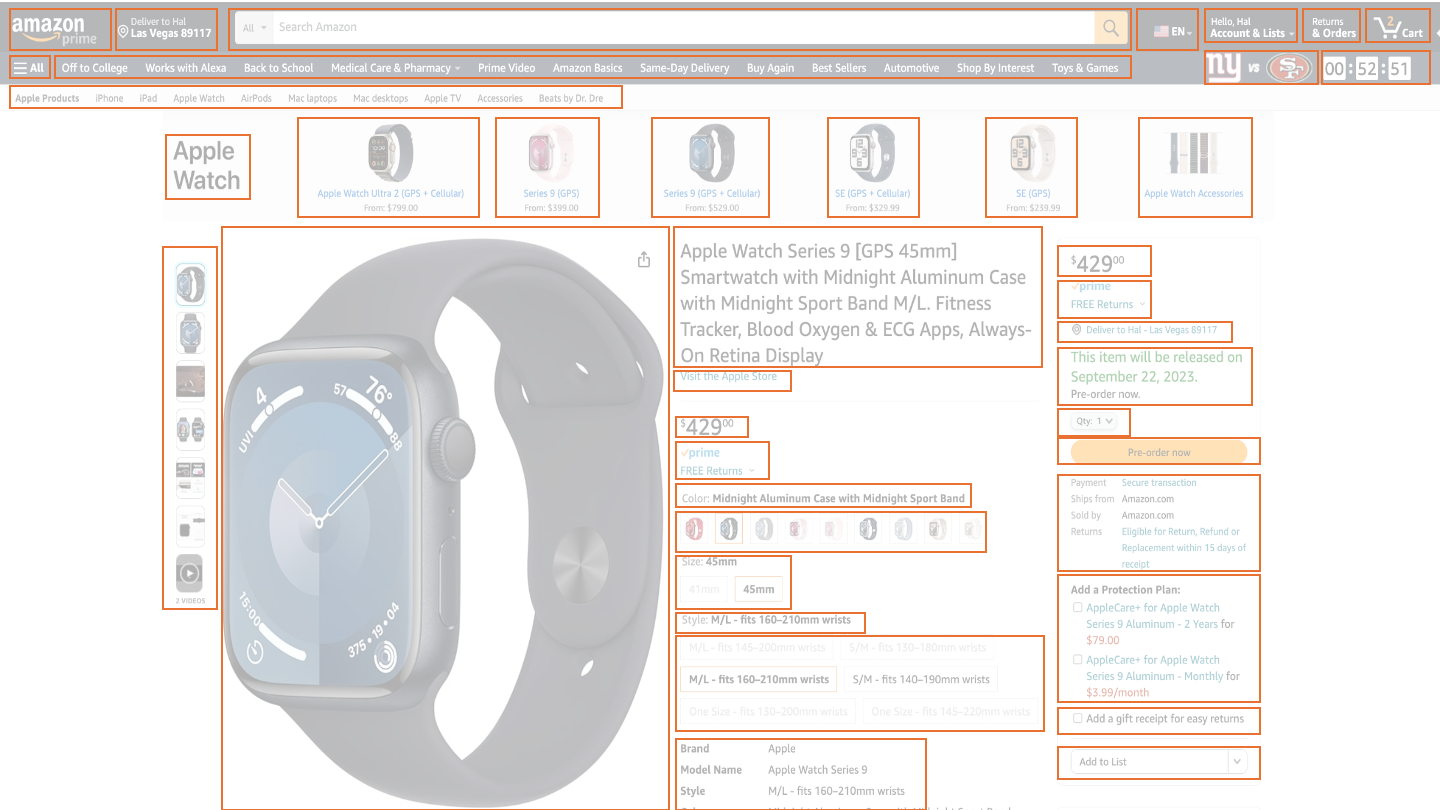 amazon
prime
Deliver to Hal
Las Vegas 89117
All
Search Amazon
EN
Hello, Hal
Account & Lists
Returns
& Orders
2
Cart
All
Off to College
Works with Alexa
Back to School
Medical Care & Pharmacy
Prime Video
Amazon Basics
Same-Day Delivery
Buy Again
Best Sellers
Automotive
Shop By Interest
Toys & Games
ny
VS
SF
00:52:51
Apple Products
iPhone
iPad
Apple Watch
AirPods
Mac laptops
Mac desktops
Apple TV
Accessories
Beats by Dr. Dre
Apple
Watch
Apple Watch Ultra 2 (GPS + Cellular)
From: $799.00
Series 9 (GPS)
From: $399.00
Series 9 (GPS + Cellular)
From: $529.00
SE (GPS + Cellular)
From: $329.99
SE (GPS)
From: $239.99
Apple Watch Accessories
2 VIDEOS
4
UVI
76°
57
88
15:00
375•19•04
Apple Watch Series 9 [GPS 45mm]
Smartwatch with Midnight Aluminum Case
with Midnight Sport Band M/L. Fitness
Tracker, Blood Oxygen & ECG Apps, Always-
On Retina Display
Visit the Apple Store
$42900
prime
FREE Returns
Color: Midnight Aluminum Case with Midnight Sport Band
Size: 45mm
41mm
45mm
Style: M/L - fits 160–210mm wrists
M/L - fits 145–200mm wrists
S/M - fits 130–180mm wrists
M/L - fits 160–210mm wrists
S/M - fits 140–190mm wrists
One Size - fits 130–200mm wrists
One Size - fits 145–220mm wrists
Brand Apple
Model Name Apple Watch Series 9
Style M/L - fits 160–210mm wrists
$42900
prime
FREE Returns
Deliver to Hal - Las Vegas 89117
This item will be released on
September 22, 2023.
Pre-order now.
Qty: 1
Pre-order now
Payment Secure transaction
Ships from Amazon.com
Sold by Amazon.com
Returns Eligible for Return, Refund or
Replacement within 15 days of
receipt
Add a Protection Plan:
AppleCare+ for Apple Watch
Series 9 Aluminum - 2 Years for
$79.00
AppleCare+ for Apple Watch
Series 9 Aluminum - Monthly for
$3.99/month
Add a gift receipt for easy returns
Add to List